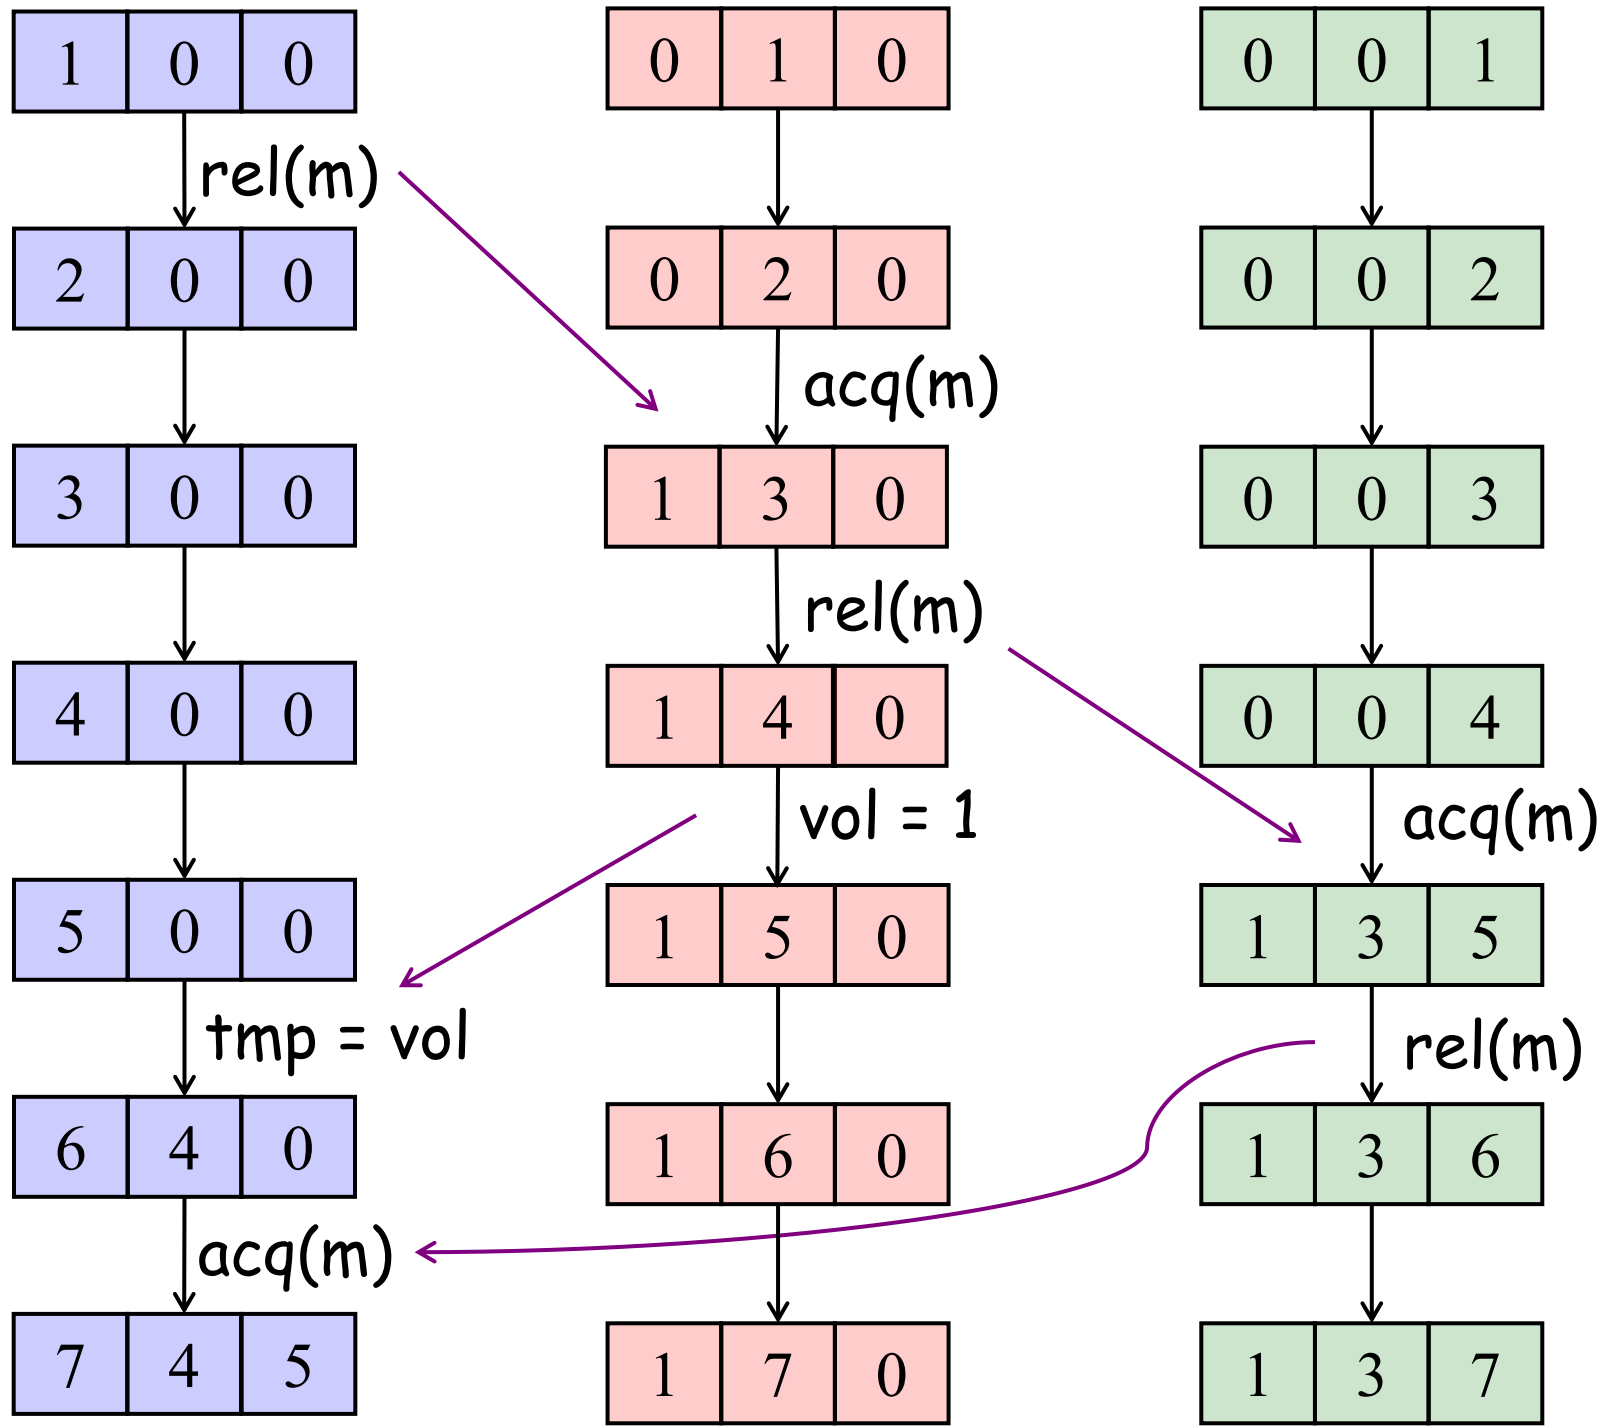 1 0 0 0 1 0 0 0 1
rel(m)
2 0 0 0 2 0 0 0 2
acq(m)
3 0 0 1 3 0 0 0 3
rel(m)
4 0 0 1 4 0 0 0 4
vol = 1 acq(m)
5 0 0 1 5 0 1 3 5
tmp = vol rel(m)
6 4 0 1 6 0 1 3 6
acq(m)
7 4 5 1 7 0 1 3 7